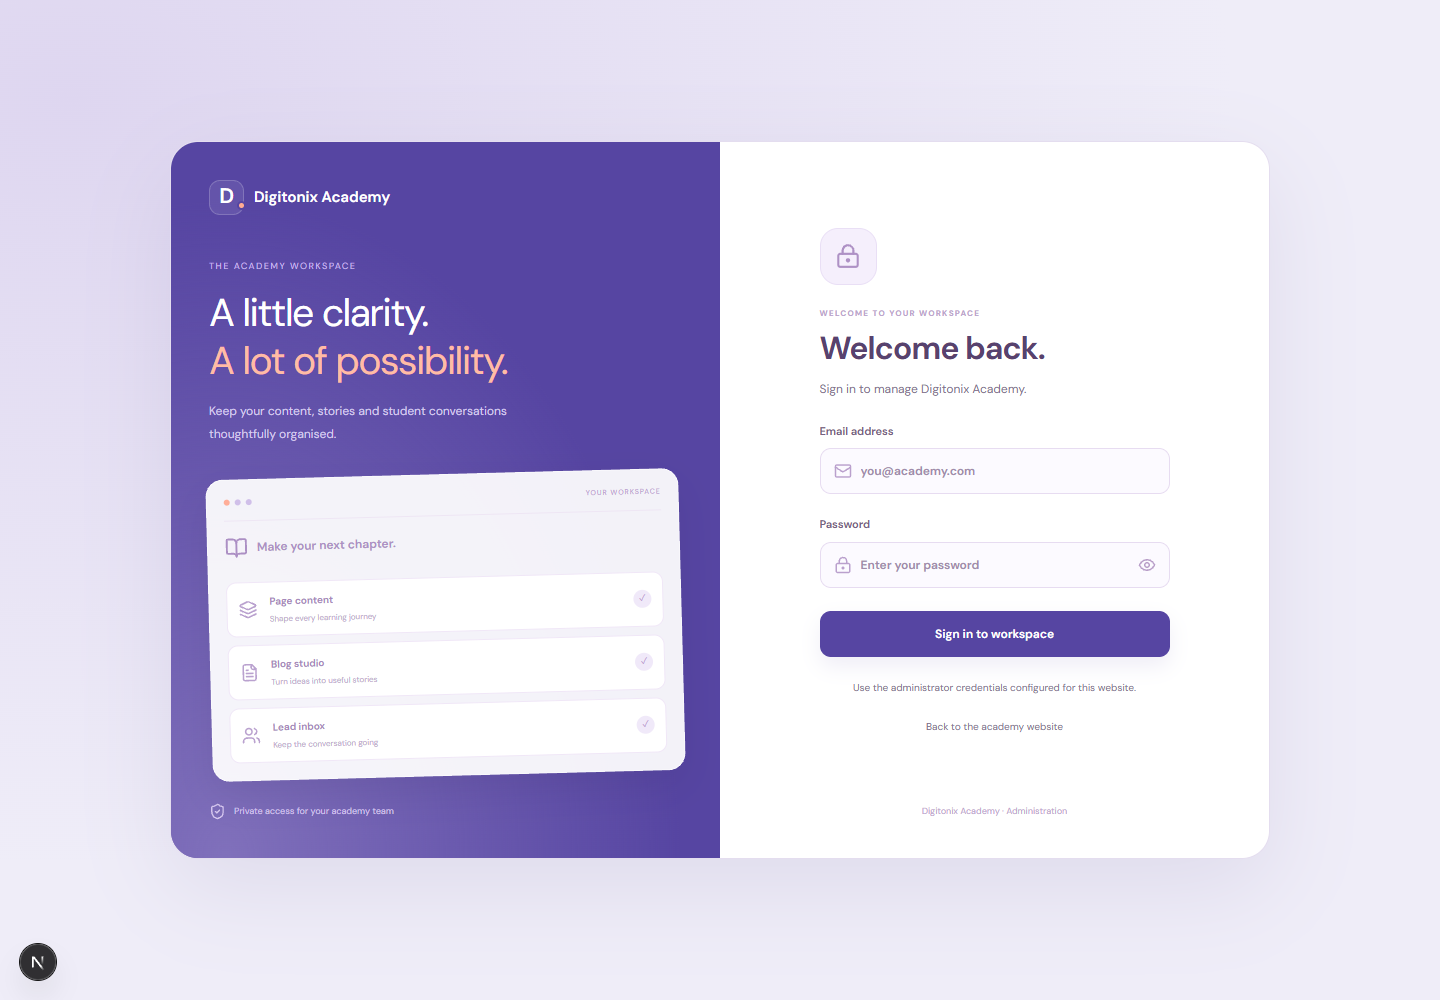 D
Digitonix Academy
THE ACADEMY WORKSPACE
A little clarity.
A lot of possibility.
Keep your content, stories and student conversations
thoughtfully organised.
YOUR WORKSPACE
Make your next chapter.
Page content
Shape every learning journey
Blog studio
Turn ideas into useful stories
Lead inbox
Keep the conversation going
Private access for your academy team
WELCOME TO YOUR WORKSPACE
Welcome back.
Sign in to manage Digitonix Academy.
Email address
you@academy.com
Password
Enter your password
Sign in to workspace
Use the administrator credentials configured for this website.
Back to the academy website
Digitonix Academy · Administration
N